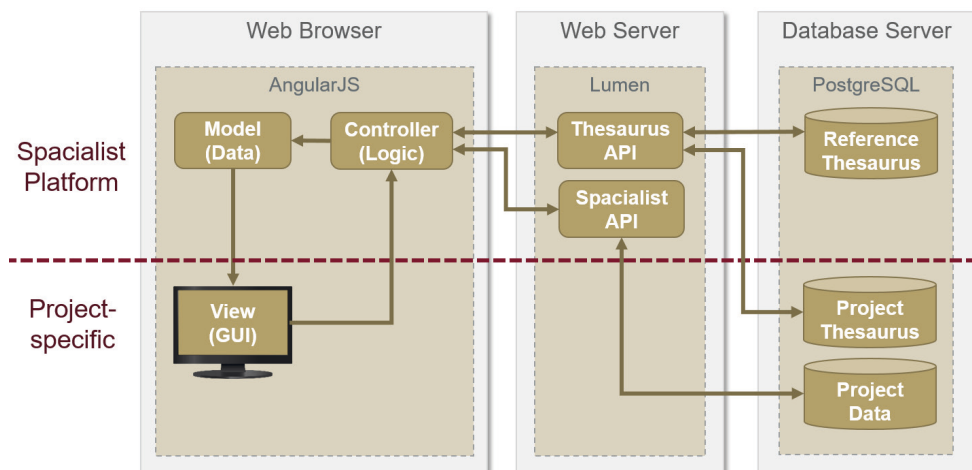 Web Browser
Web Server
Database Server
AngularJS
Lumen
PostgreSQL
Spacialist
Platform
Model
(Data)
Controller
(Logic)
Thesaurus
API
Reference
Thesaurus
Spacialist
API
Project-
specific
View
(GUI)
Project
Thesaurus
Project
Data